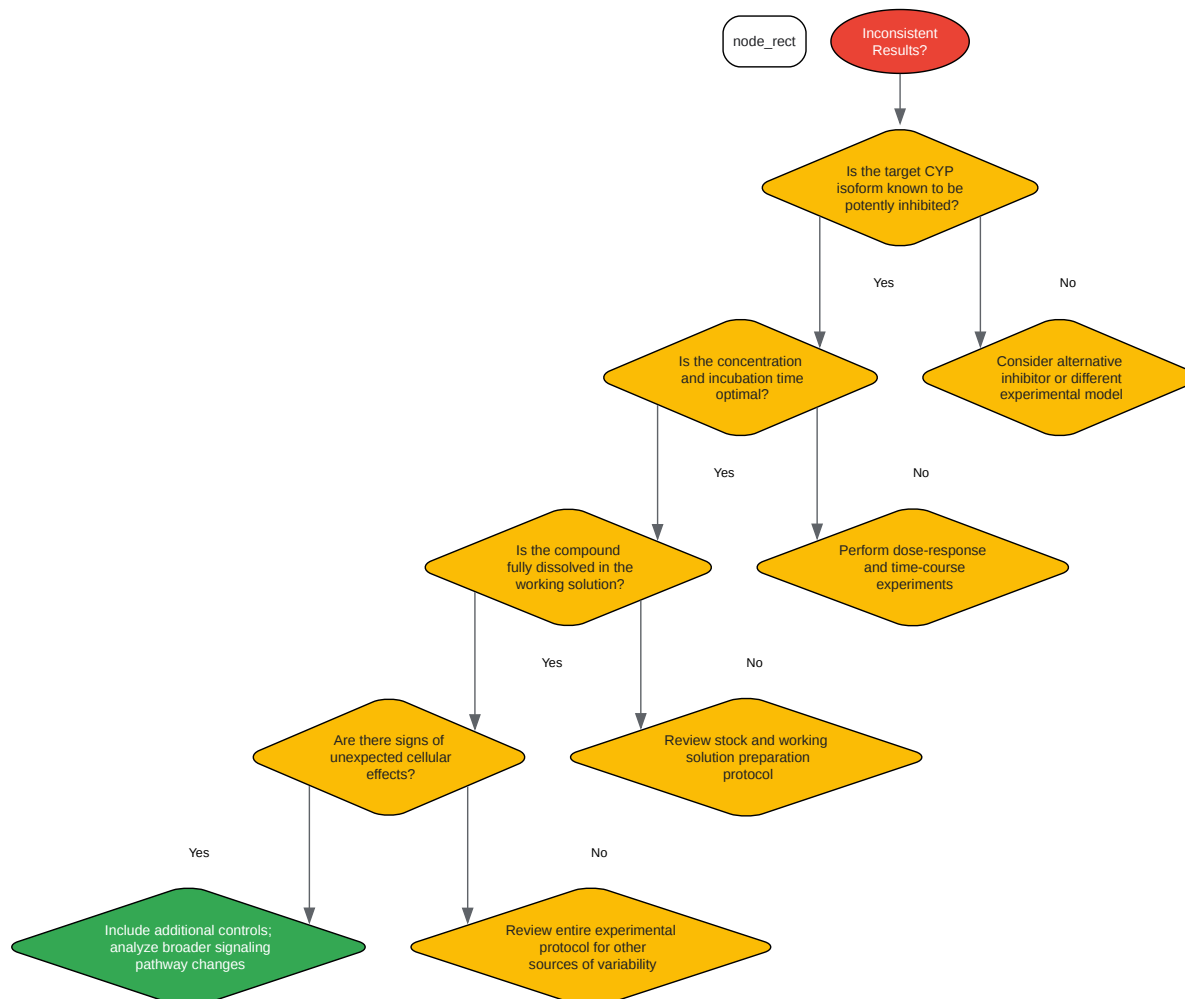 node_rect
Inconsistent
Results?
Is the target CYP
isoform known to be
potently inhibited?
Yes
No
Is the concentration
and incubation time
optimal?
Consider alternative
inhibitor or different
experimental model
Yes
No
Is the compound
fully dissolved in the
working solution?
Perform dose-response
and time-course
experiments
Yes
No
Are there signs of
unexpected cellular
effects?
Review stock and working
solution preparation
protocol
Yes
No
Include additional controls;
analyze broader signaling
pathway changes
Review entire experimental
protocol for other
sources of variability